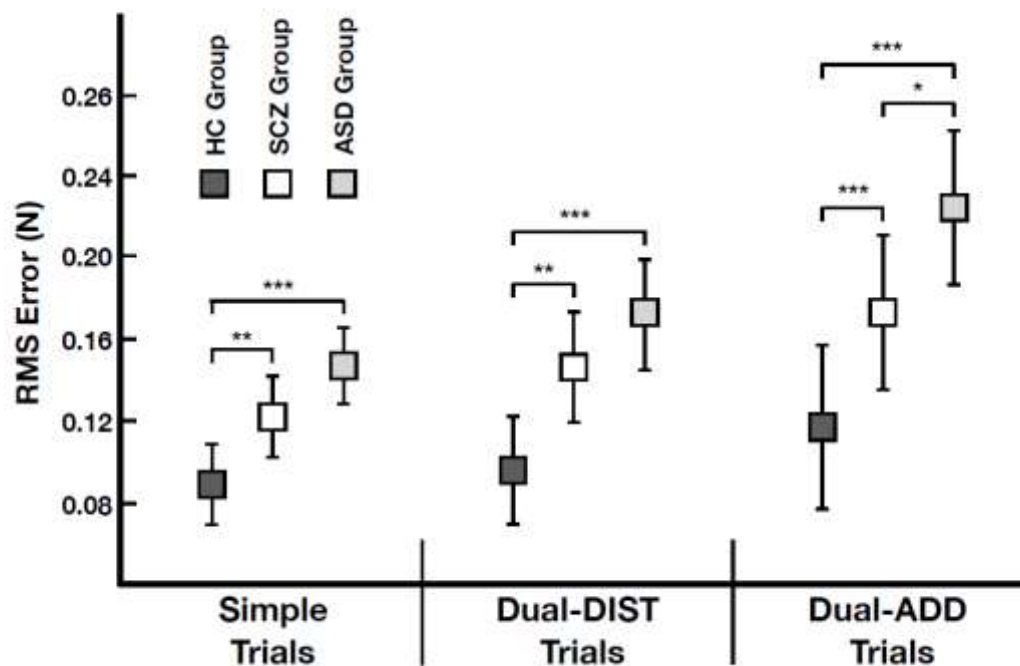 HC Group
SCZ Group
ASD Group
RMS Error (N)
0.26
0.24
0.20
0.16
0.12
0.08
***
**
***
**
***
*
***
Simple
Trials
Dual-DIST
Trials
Dual-ADD
Trials